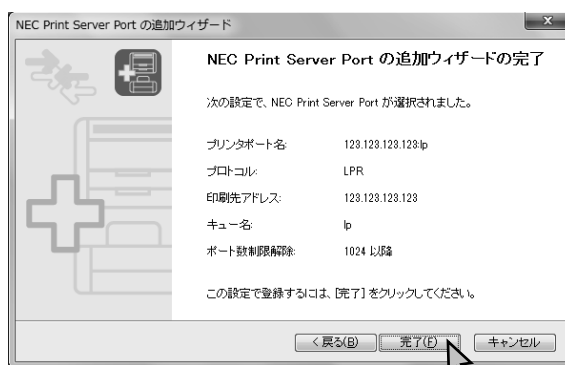 NEC Print Server Port の追加ウィザード
NEC Print Server Port の追加ウィザードの完了
次の設定で、NEC Print Server Port が選択されました。
プリンタポート名: 123.123.123.123:lp
プロトコル: LPR
印刷先アドレス: 123.123.123.123
キュー名: lp
ポート数制限解除: 1024 以降
この設定で登録するには、[完了] をクリックしてください。
< 戻る(B) 完了(F) キャンセル